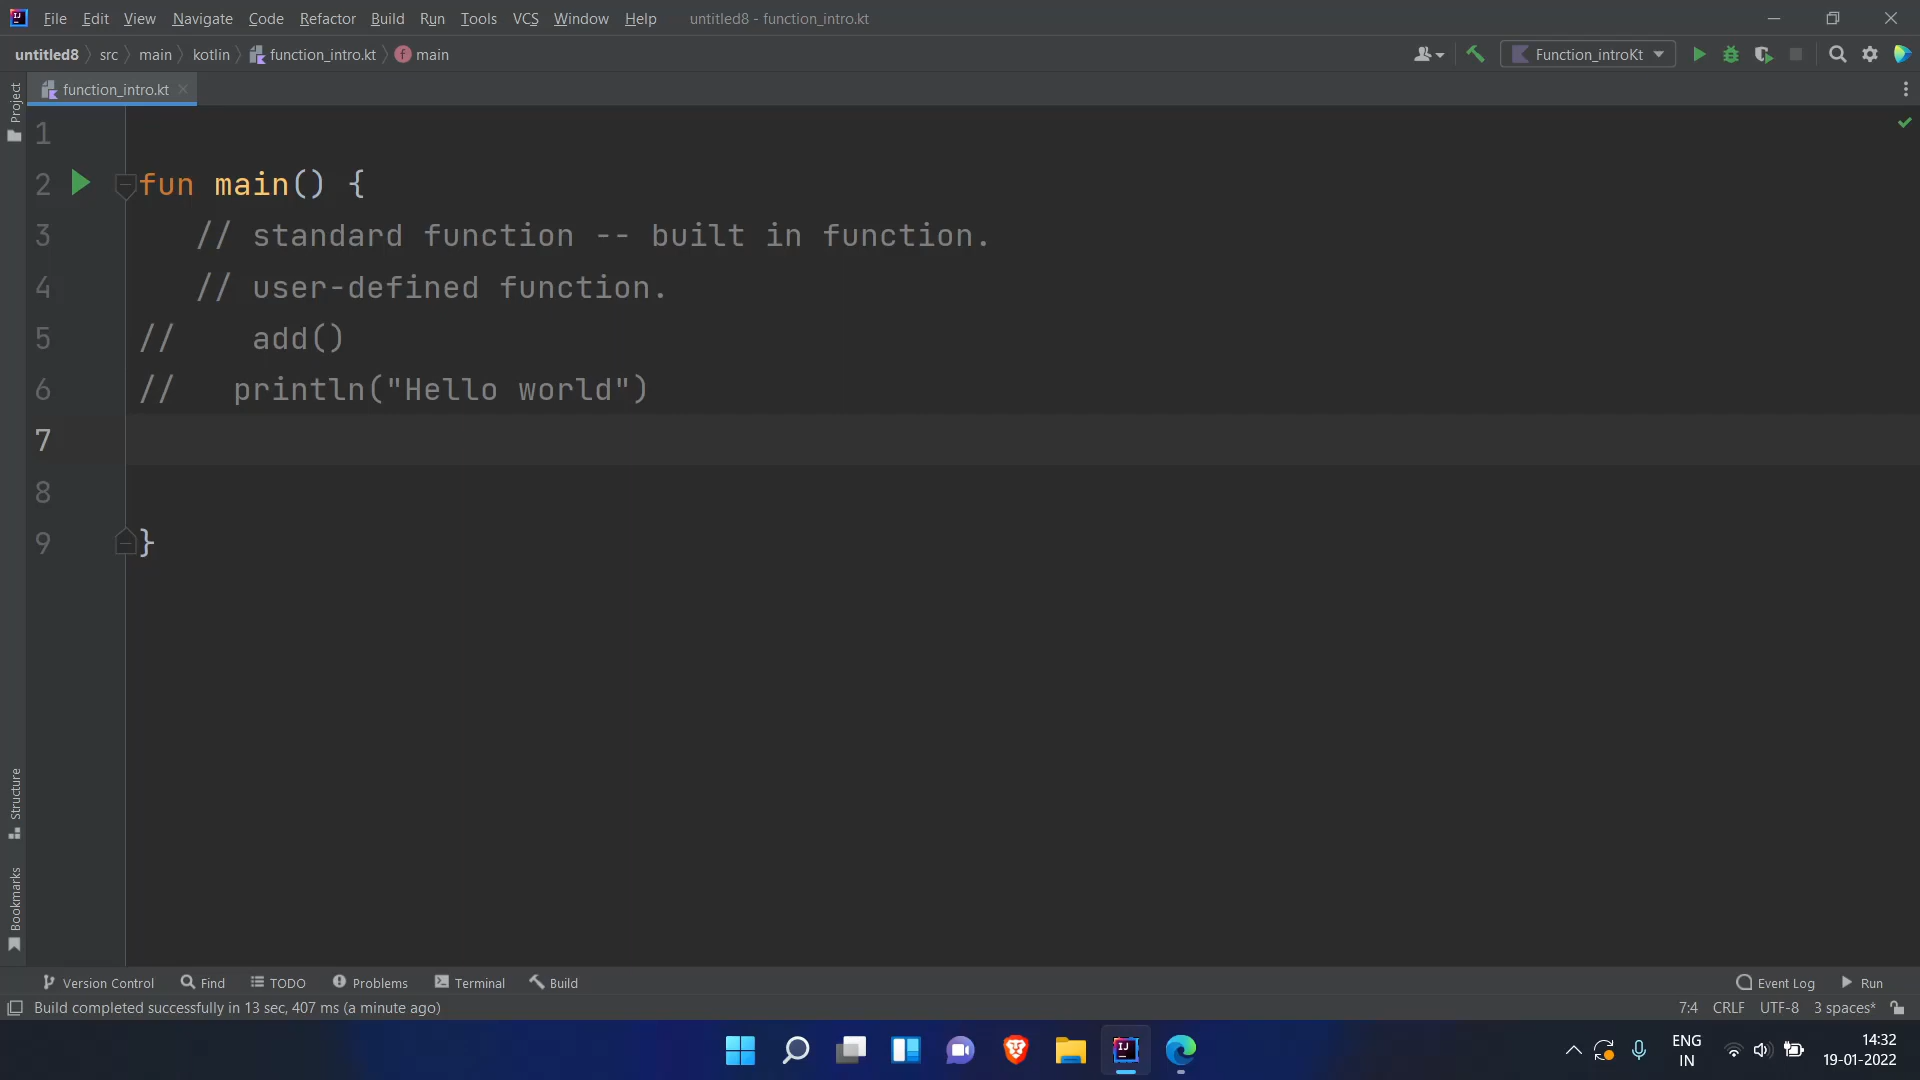 File Edit View Navigate Code Refactor Build Run Tools VCS Window Help untitled8 - function_intro.kt
untitled8 src main kotlin function_intro.kt main Function_introKt
function_intro.kt
Project
1
2 fun main() {
3 // standard function -- built in function.
4 // user-defined function.
5 // add()
6 // println("Hello world")
7
8
9 }
Structure
Bookmarks
Version Control Find TODO Problems Terminal Build Event Log Run
Build completed successfully in 13 sec, 407 ms (a minute ago) 7:4 CRLF UTF-8 3 spaces*
ENG 14:32
IN 19-01-2022